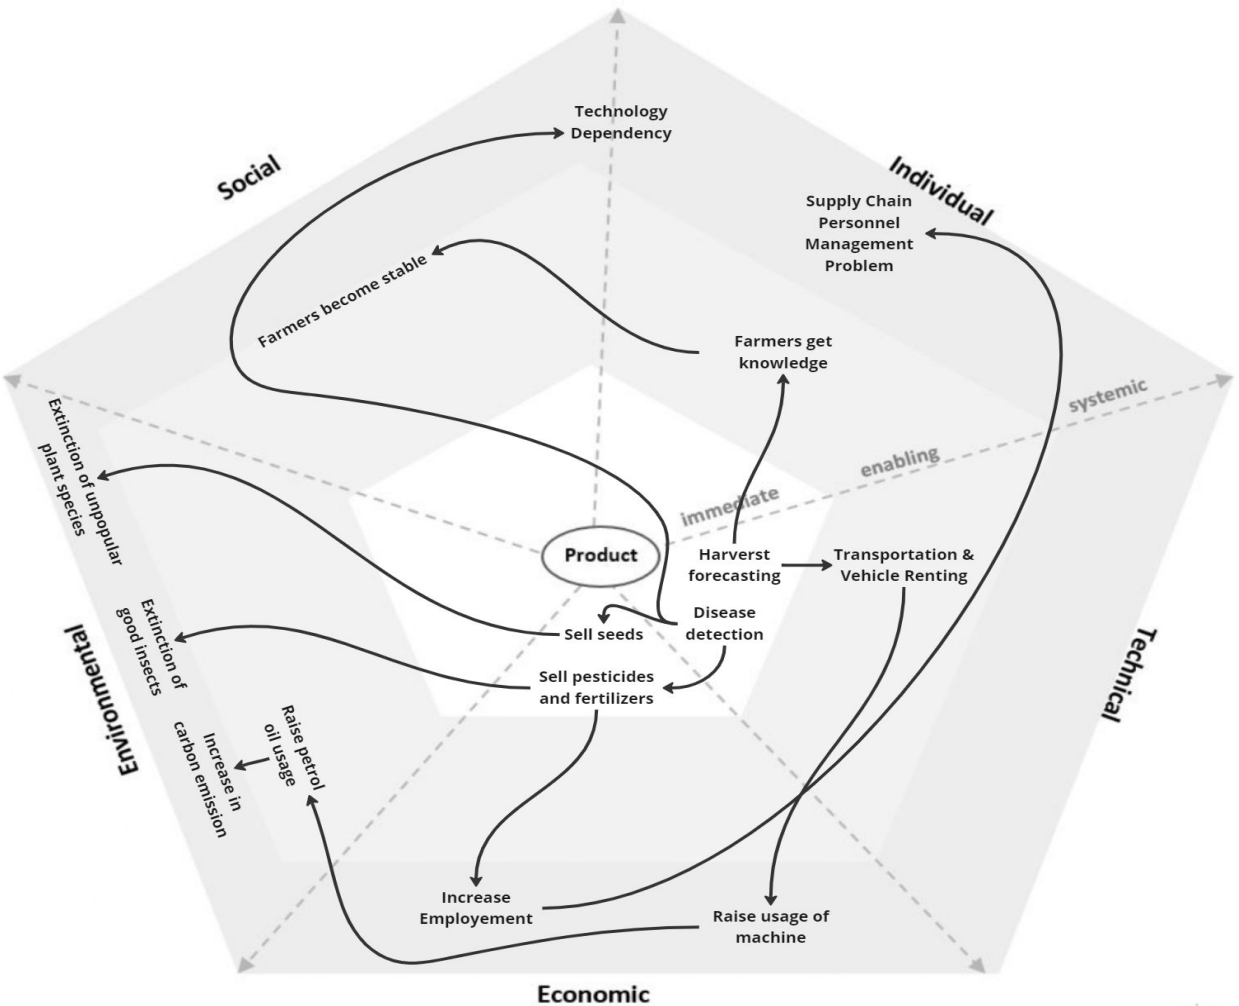 Technology
Dependency
Social
Individual
Supply Chain
Personnel
Management
Problem
Farmers become stable
Farmers get
knowledge
systemic
enabling
immediate
Extinction of unpopular
plant species
Product
Harverst
forecasting
Transportation &
Vehicle Renting
Disease
detection
Sell seeds
Extinction of
good insects
Sell pesticides
and fertilizers
Environmental
Technical
Raise petrol
oil usage
Increase in
carbon emission
Increase
Employement
Raise usage of
machine
Economic